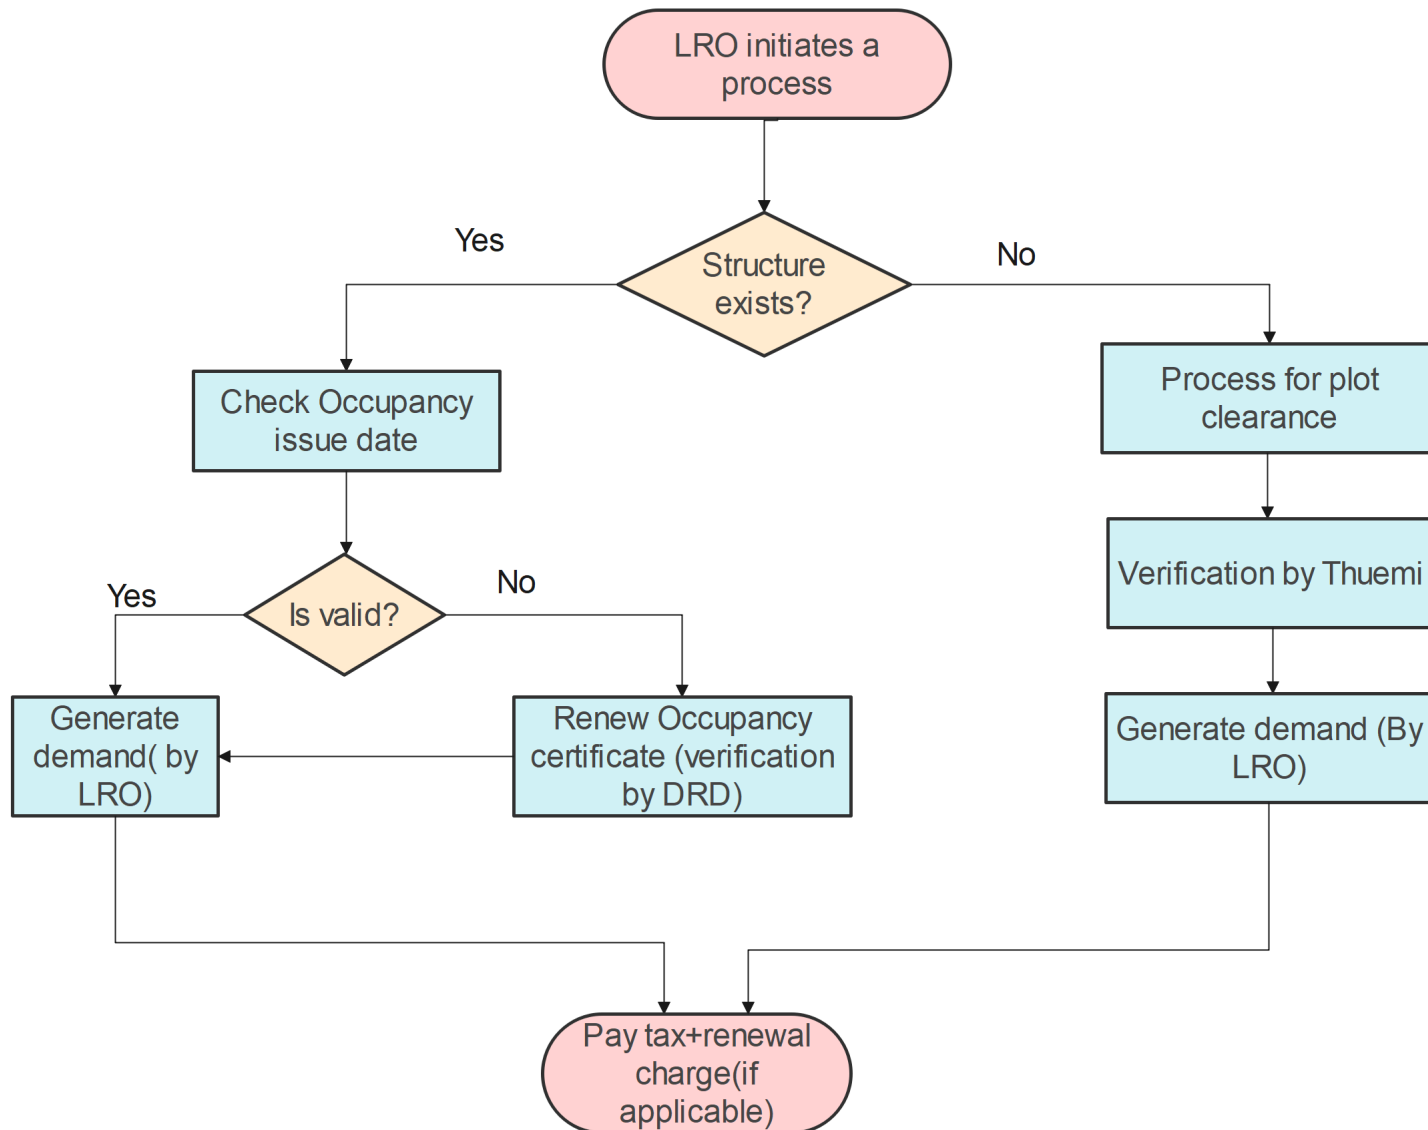 LRO initiates a
process
Yes
Structure
exists?
No
Check Occupancy
issue date
Process for plot
clearance
Yes
Is valid?
No
Verification by Thuemi
Generate
demand( by
LRO)
Renew Occupancy
certificate (verification
by DRD)
Generate demand (By
LRO)
Pay tax+renewal
charge(if
applicable)